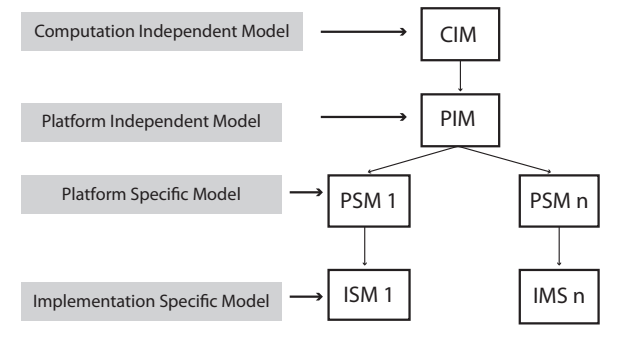 Computation Independent Model
CIM
Platform Independent Model
PIM
Platform Specific Model
PSM 1
PSM n
Implementation Specific Model
ISM 1
IMS n